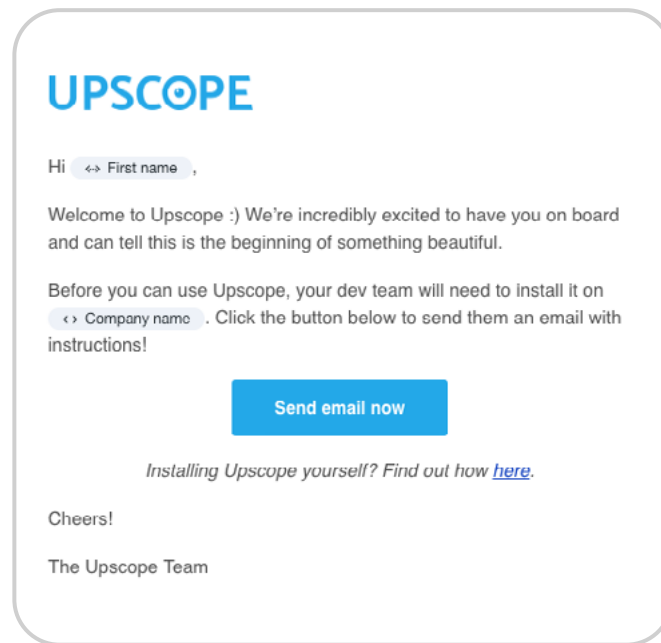 UPSCOPE
Hi <-> First name ,
Welcome to Upscope :) We're incredibly excited to have you on board
and can tell this is the beginning of something beautiful.
Before you can use Upscope, your dev team will need to install it on
<> Company name . Click the button below to send them an email with
instructions!
Send email now
Installing Upscope yourself? Find out how here.
Cheers!
The Upscope Team